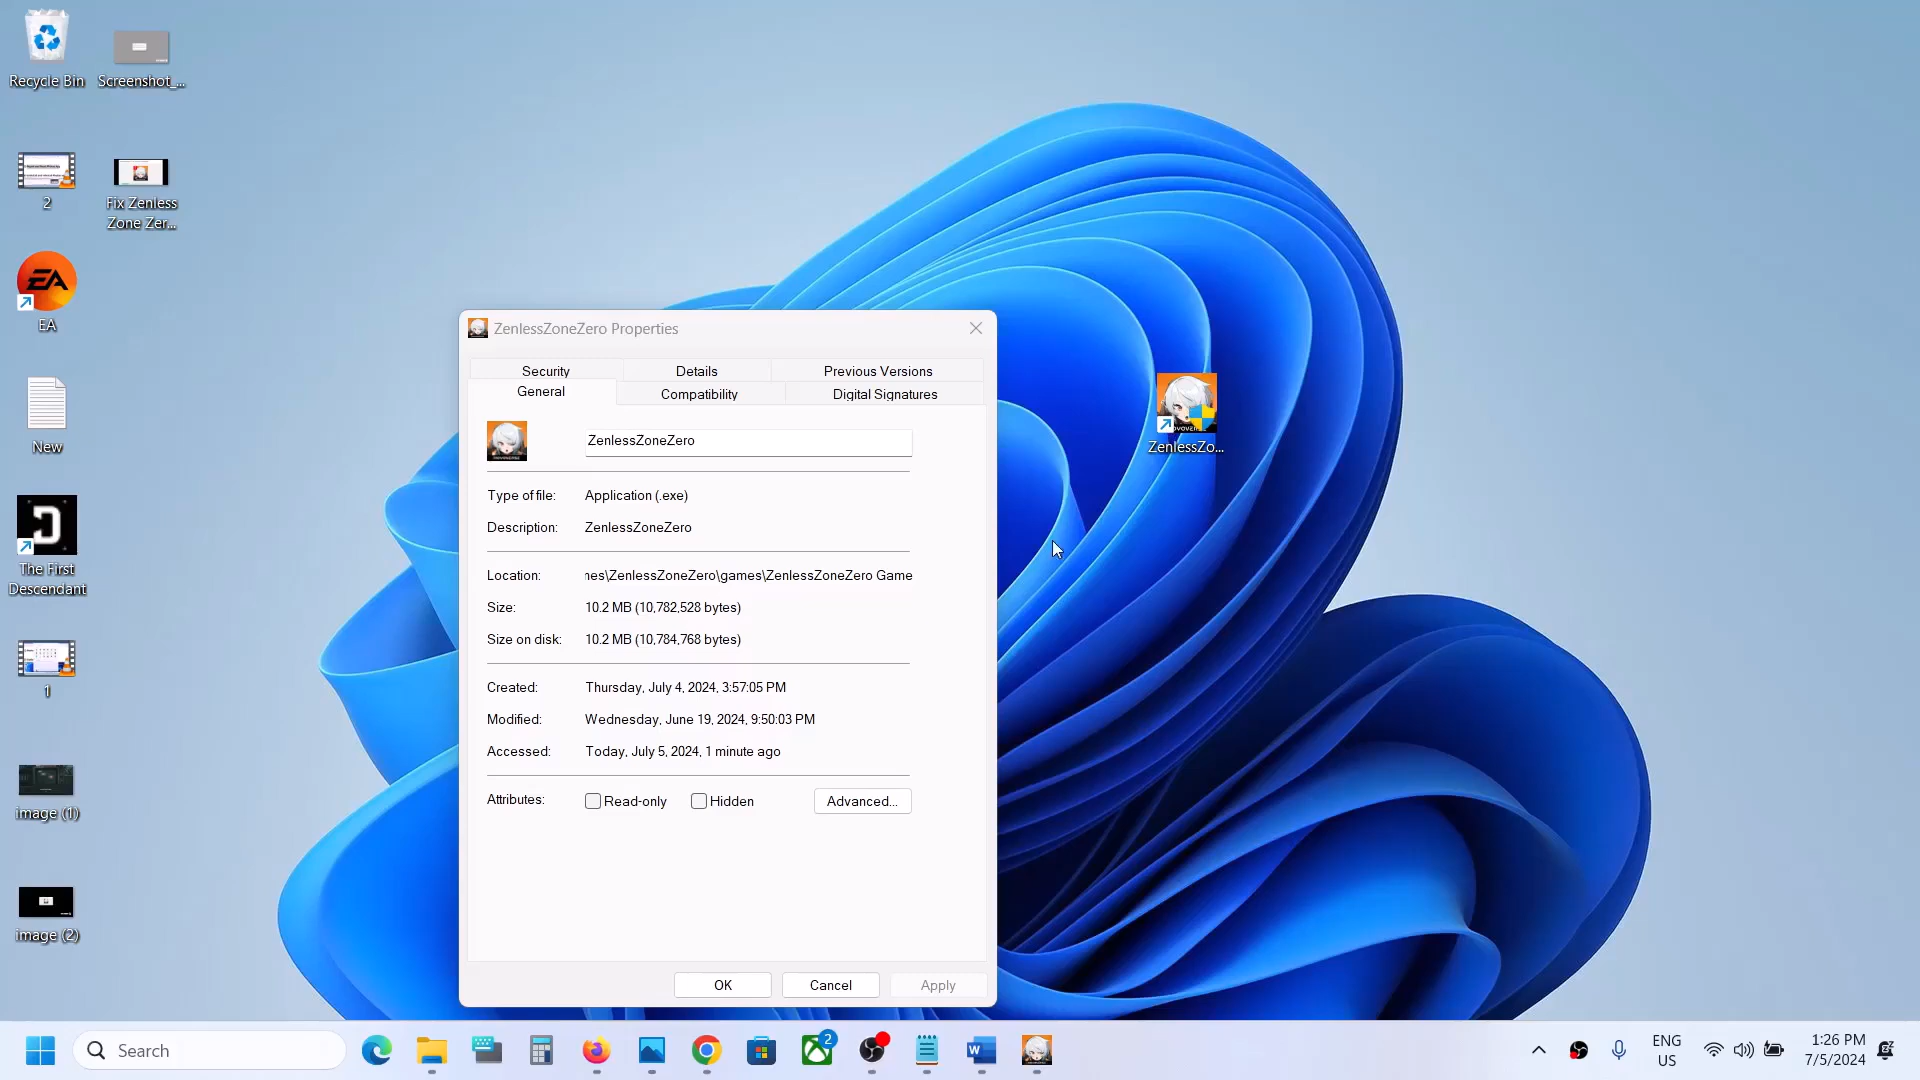 Recycle Bin
Screenshot_...
2
Fix Zenless
Zone Zer...
EA
EA
New
The First
Descendant
1
image (1)
image (2)
ZenlessZo...
ZenlessZoneZero Properties
Security
Details
Previous Versions
General
Compatibility
Digital Signatures
ZenlessZoneZero
Type of file:
Application (.exe)
Description:
ZenlessZoneZero
Location:
nes\ZenlessZoneZero\games\ZenlessZoneZero Game
Size:
10.2 MB (10,782,528 bytes)
Size on disk:
10.2 MB (10,784,768 bytes)
Created:
Thursday, July 4, 2024, 3:57:05 PM
Modified:
Wednesday, June 19, 2024, 9:50:03 PM
Accessed:
Today, July 5, 2024, 1 minute ago
Attributes:
Read-only
Hidden
Advanced...
OK
Cancel
Apply
Search
2
ENG
US
1:26 PM
7/5/2024